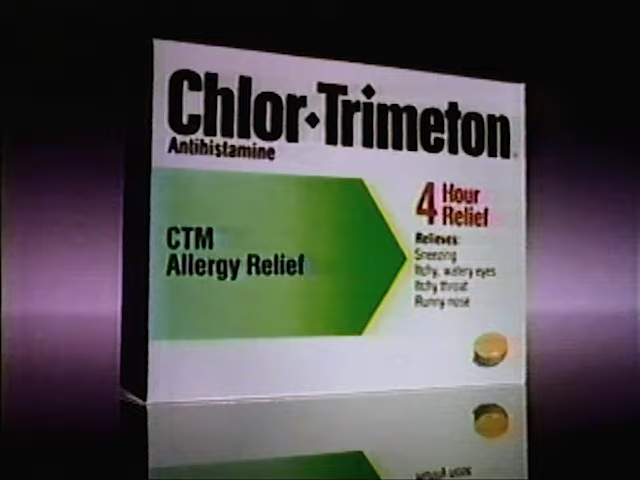 Chlor·Trimeton
Antihistamine
CTM
Allergy Relief
4 Hour
Relief
Relieves:
Sneezing
Itchy, watery eyes
Itchy throat
Runny nose